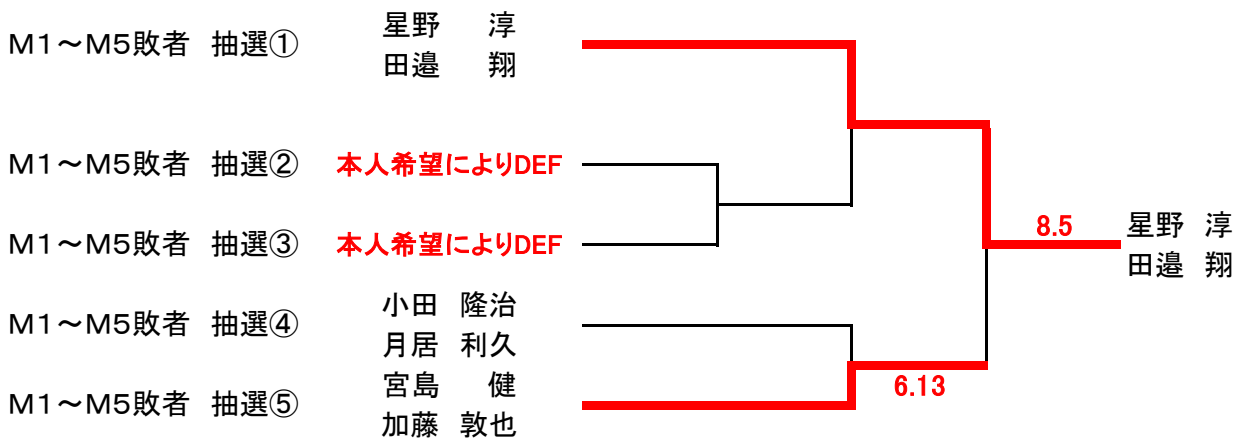 M1～M5敗者　抽選①
星野　淳
田邉　翔
M1～M5敗者　抽選②
本人希望によりDEF
M1～M5敗者　抽選③
本人希望によりDEF
8.5
星野　淳
田邉　翔
M1～M5敗者　抽選④
小田　隆治
月居　利久
6.13
M1～M5敗者　抽選⑤
宮島　健
加藤　敦也